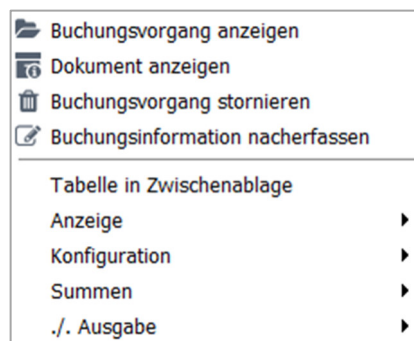 Buchungsvorgang anzeigen
Dokument anzeigen
Buchungsvorgang stornieren
Buchungsinformation nacherfassen
Tabelle in Zwischenablage
Anzeige
Konfiguration
Summen
./. Ausgabe